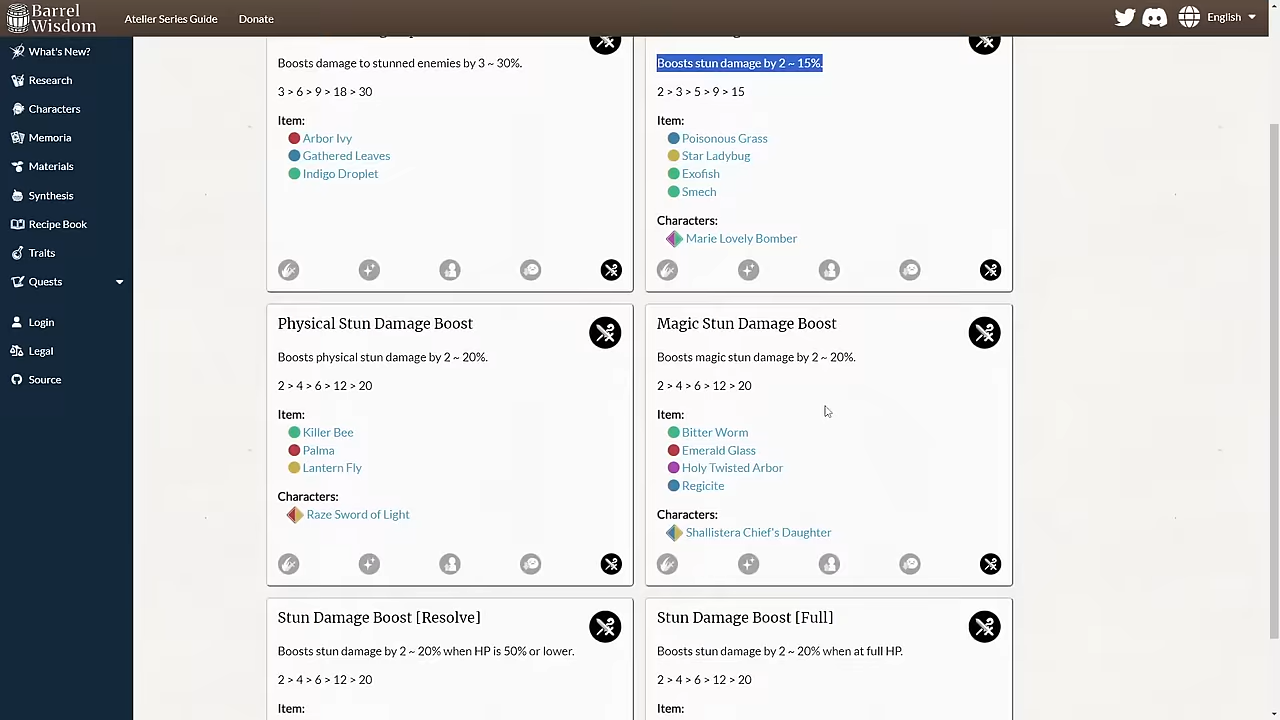 Barrel
Wisdom
Atelier Series Guide
Donate
English
What's New?
Research
Characters
Memoria
Materials
Synthesis
Recipe Book
Traits
Quests
Login
Legal
Source
Boosts damage to stunned enemies by 3 ~ 30%.
3 > 6 > 9 > 18 > 30
Item:
Arbor Ivy
Gathered Leaves
Indigo Droplet
Boosts stun damage by 2 ~ 15%.
2 > 3 > 5 > 9 > 15
Item:
Poisonous Grass
Star Ladybug
Exofish
Smech
Characters:
Marie Lovely Bomber
Physical Stun Damage Boost
Boosts physical stun damage by 2 ~ 20%.
2 > 4 > 6 > 12 > 20
Item:
Killer Bee
Palma
Lantern Fly
Characters:
Raze Sword of Light
Magic Stun Damage Boost
Boosts magic stun damage by 2 ~ 20%.
2 > 4 > 6 > 12 > 20
Item:
Bitter Worm
Emerald Glass
Holy Twisted Arbor
Regicite
Characters:
Shallistera Chief's Daughter
Stun Damage Boost [Resolve]
Boosts stun damage by 2 ~ 20% when HP is 50% or lower.
2 > 4 > 6 > 12 > 20
Item:
Stun Damage Boost [Full]
Boosts stun damage by 2 ~ 20% when at full HP.
2 > 4 > 6 > 12 > 20
Item: